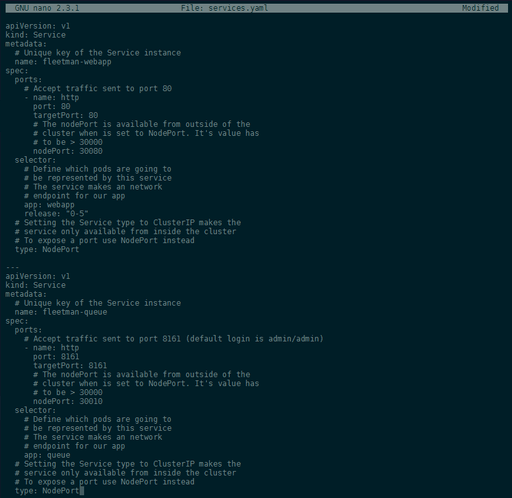 GNU nano 2.3.1 File: services.yaml Modified
apiVersion: v1
kind: Service
metadata:
  # Unique key of the Service instance
  name: fleetman-webapp
spec:
  ports:
    # Accept traffic sent to port 80
    - name: http
      port: 80
      targetPort: 80
      # The nodePort is available from outside of the
      # cluster when is set to NodePort. It's value has
      # to be > 30000
      nodePort: 30080
  selector:
    # Define which pods are going to
    # be represented by this service
    # The service makes an network
    # endpoint for our app
    app: webapp
    release: "0-5"
  # Setting the Service type to ClusterIP makes the
  # service only available from inside the cluster
  # To expose a port use NodePort instead
  type: NodePort
---
apiVersion: v1
kind: Service
metadata:
  # Unique key of the Service instance
  name: fleetman-queue
spec:
  ports:
    # Accept traffic sent to port 8161 (default login is admin/admin)
    - name: http
      port: 8161
      targetPort: 8161
      # The nodePort is available from outside of the
      # cluster when is set to NodePort. It's value has
      # to be > 30000
      nodePort: 30010
  selector:
    # Define which pods are going to
    # be represented by this service
    # The service makes an network
    # endpoint for our app
    app: queue
  # Setting the Service type to ClusterIP makes the
  # service only available from inside the cluster
  # To expose a port use NodePort instead
  type: NodePort